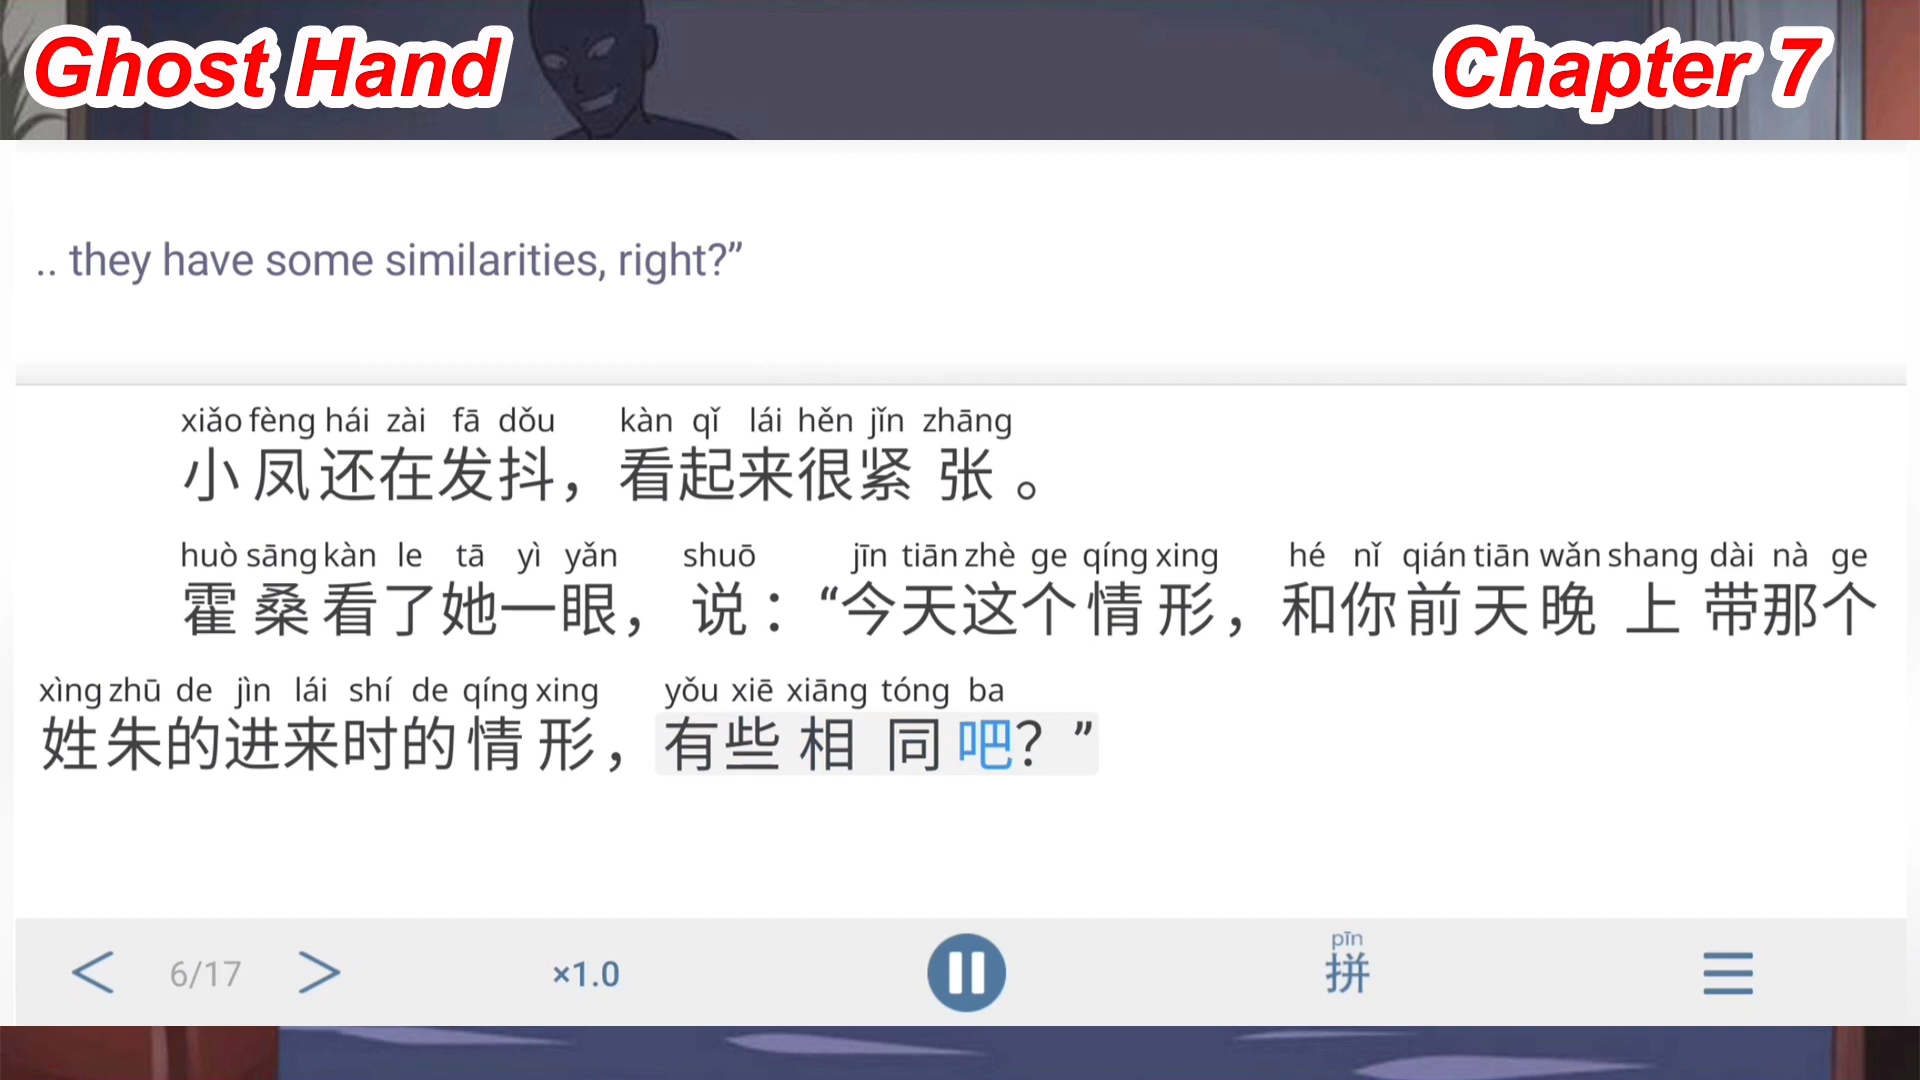 Ghost Hand
Chapter 7
.. they have some similarities, right?”
xiǎo fèng hái zài fā dǒu kàn qǐ lái hěn jǐn zhāng
小凤还在发抖，看起来很紧张。
huò sāng kàn le tā yì yǎn shuō jīn tiān zhè ge qíng xing hé nǐ qián tiān wǎn shang dài nà ge
霍桑看了她一眼，说：“今天这个情形，和你前天晚上带那个
xìng zhū de jìn lái shí de qíng xing yǒu xiē xiāng tóng ba
姓朱的进来时的情形，有些相同吧？”
< 6/17 > ×1.0
pīn
拼